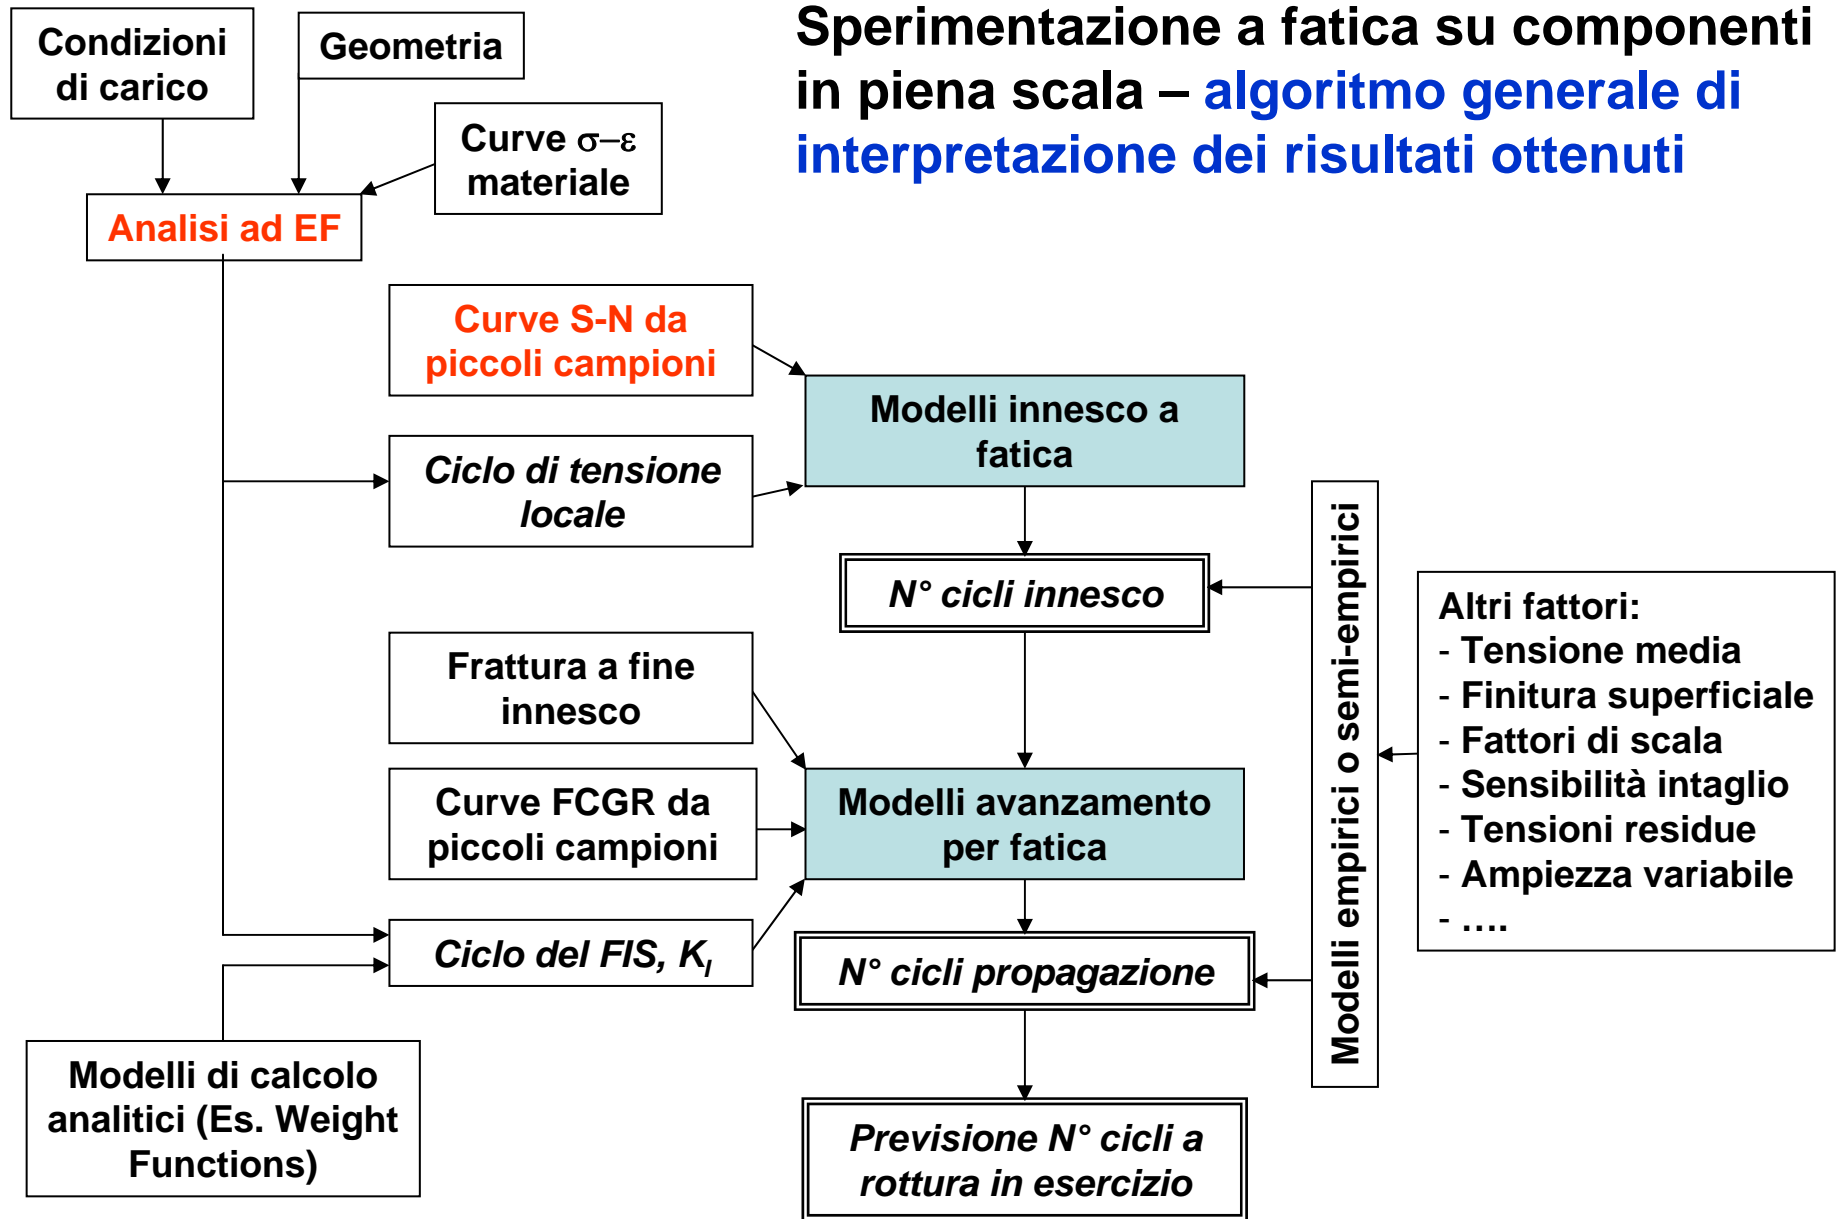 Sperimentazione a fatica su componenti
in piena scala – algoritmo generale di
interpretazione dei risultati ottenuti
Condizioni
di carico
Geometria
Curve σ–ε
materiale
Analisi ad EF
Curve S-N da
piccoli campioni
Modelli innesco a
fatica
Ciclo di tensione
locale
N° cicli innesco
Frattura a fine
innesco
Curve FCGR da
piccoli campioni
Modelli avanzamento
per fatica
Ciclo del FIS, K_I
N° cicli propagazione
Modelli di calcolo
analitici (Es. Weight
Functions)
Previsione N° cicli a
rottura in esercizio
Modelli empirici o semi-empirici
Altri fattori:
- Tensione media
- Finitura superficiale
- Fattori di scala
- Sensibilità intaglio
- Tensioni residue
- Ampiezza variabile
- ….